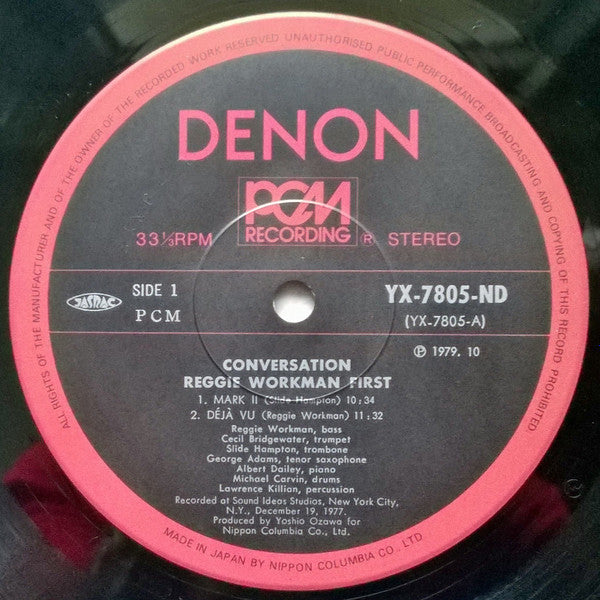 ALL RIGHTS OF THE MANUFACTURER AND OF THE OWNER OF THE RECORDED WORK RESERVED UNAUTHORISED PUBLIC PERFORMANCE BROADCASTING AND COPYING OF THIS RECORD PROHIBITED.
DENON
PCM
RECORDING
33⅓RPM
® STEREO
JASRAC
SIDE 1
PCM
YX-7805-ND
(YX-7805-A)
℗ 1979. 10
CONVERSATION
REGGIE WORKMAN FIRST
1. MARK II (Slide Hampton) 10:34
2. DÉJÀ VU (Reggie Workman) 11:32
Reggie Workman, bass
Cecil Bridgewater, trumpet
Slide Hampton, trombone
George Adams, tenor saxophone
Albert Dailey, piano
Michael Carvin, drums
Lawrence Killian, percussion
Recorded at Sound Ideas Studios, New York City,
N.Y., December 19, 1977.
Produced by Yoshio Ozawa for
Nippon Columbia Co., Ltd.
MADE IN JAPAN BY NIPPON COLUMBIA CO., LTD